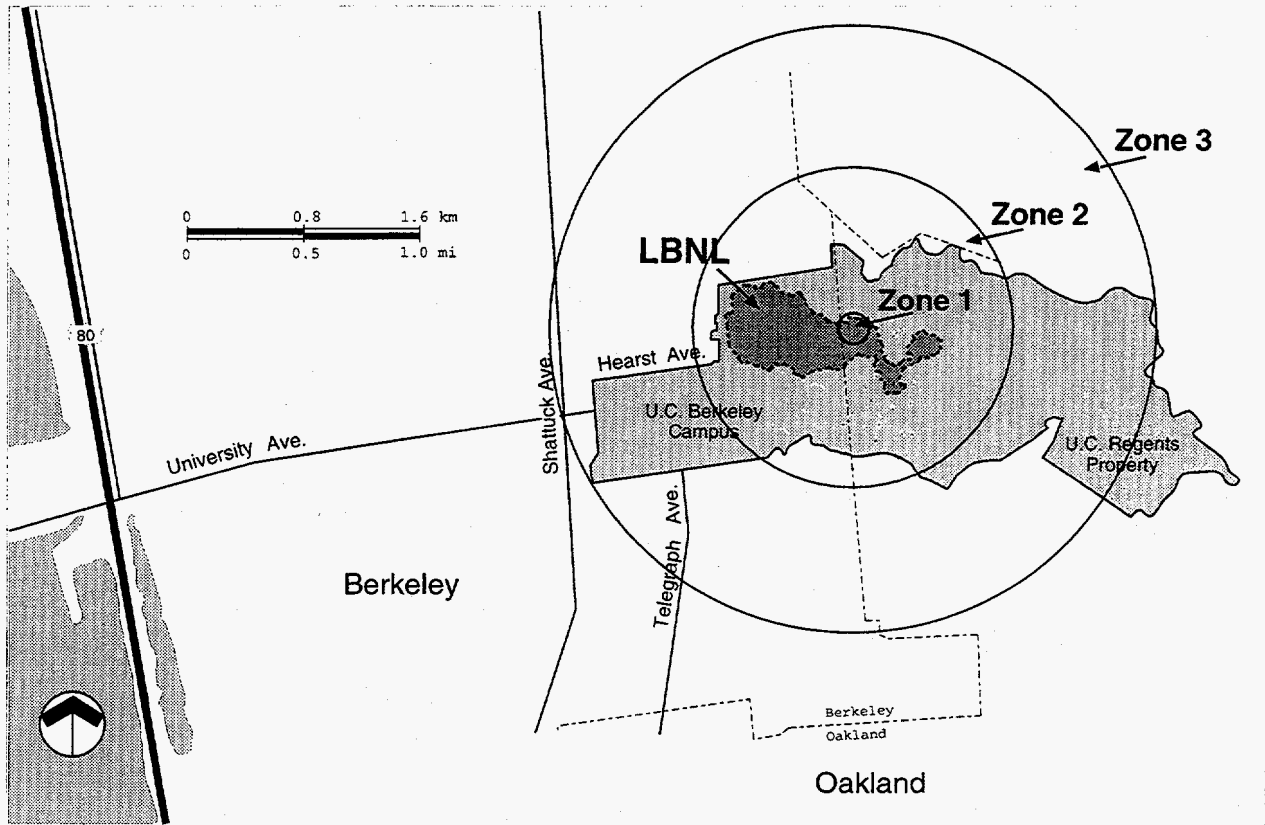 Zone 3
Zone 2
0 0.8 1.6 km
0 0.5 1.0 mi
LBNL
Zone 1
80
Hearst Ave.
Shattuck Ave.
U.C. Berkeley
Campus
University Ave.
U.C. Regents
Property
Telegraph Ave.
Berkeley
Berkeley
Oakland
Oakland